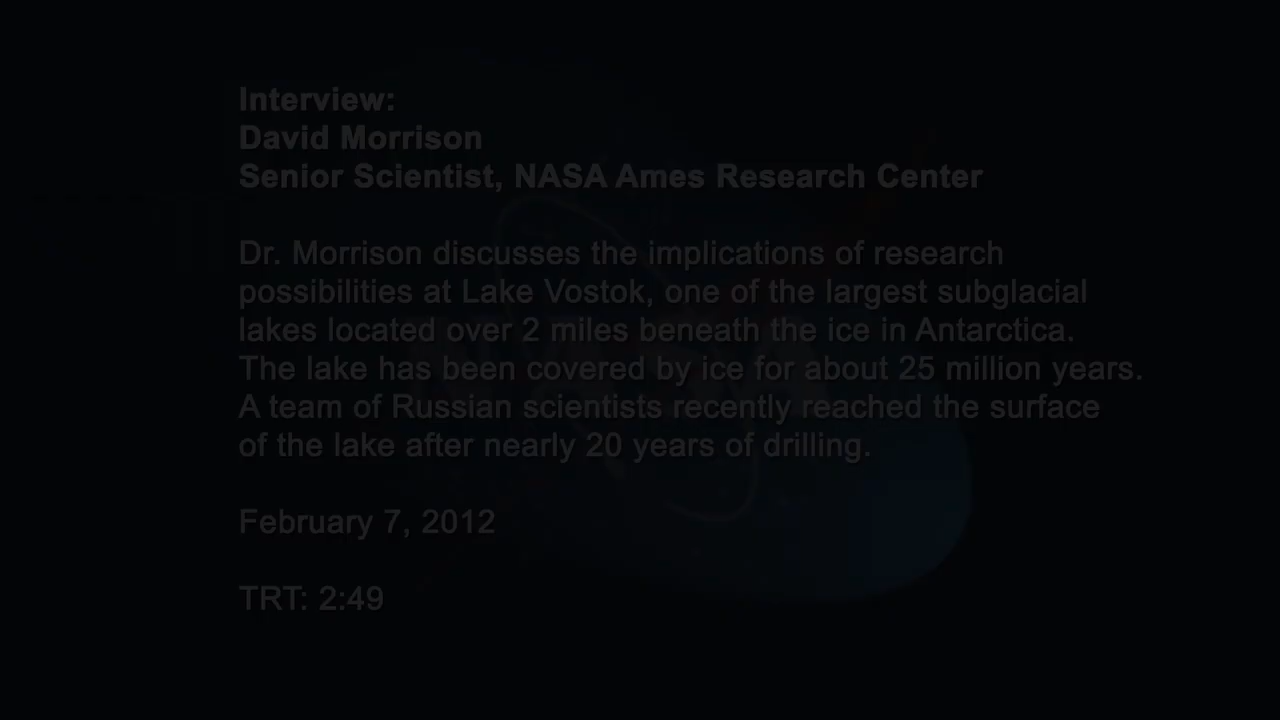 Interview:
David Morrison
Senior Scientist, NASA Ames Research Center
Dr. Morrison discusses the implications of research
possibilities at Lake Vostok, one of the largest subglacial
lakes located over 2 miles beneath the ice in Antarctica.
The lake has been covered by ice for about 25 million years.
A team of Russian scientists recently reached the surface
of the lake after nearly 20 years of drilling.
February 7, 2012
TRT: 2:49
NASA